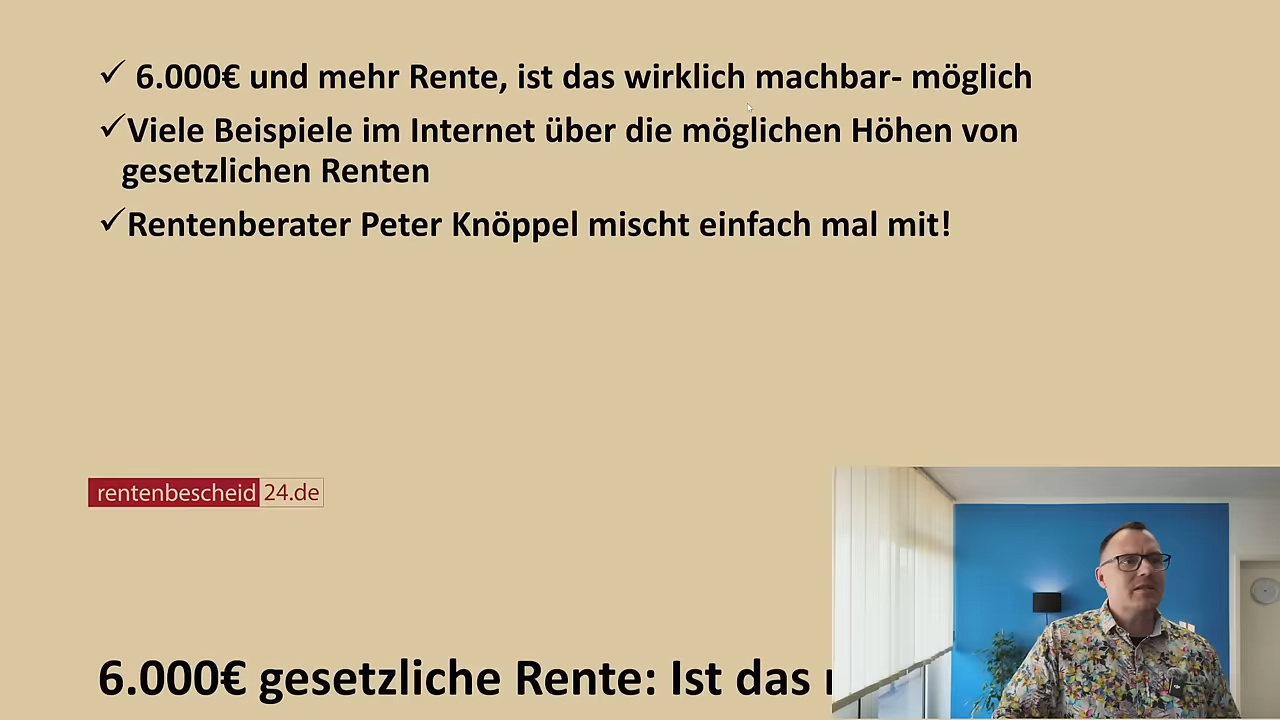 ✓ 6.000€ und mehr Rente, ist das wirklich machbar- möglich
✓Viele Beispiele im Internet über die möglichen Höhen von
gesetzlichen Renten
✓Rentenberater Peter Knöppel mischt einfach mal mit!
rentenbescheid24.de
6.000€ gesetzliche Rente: Ist das